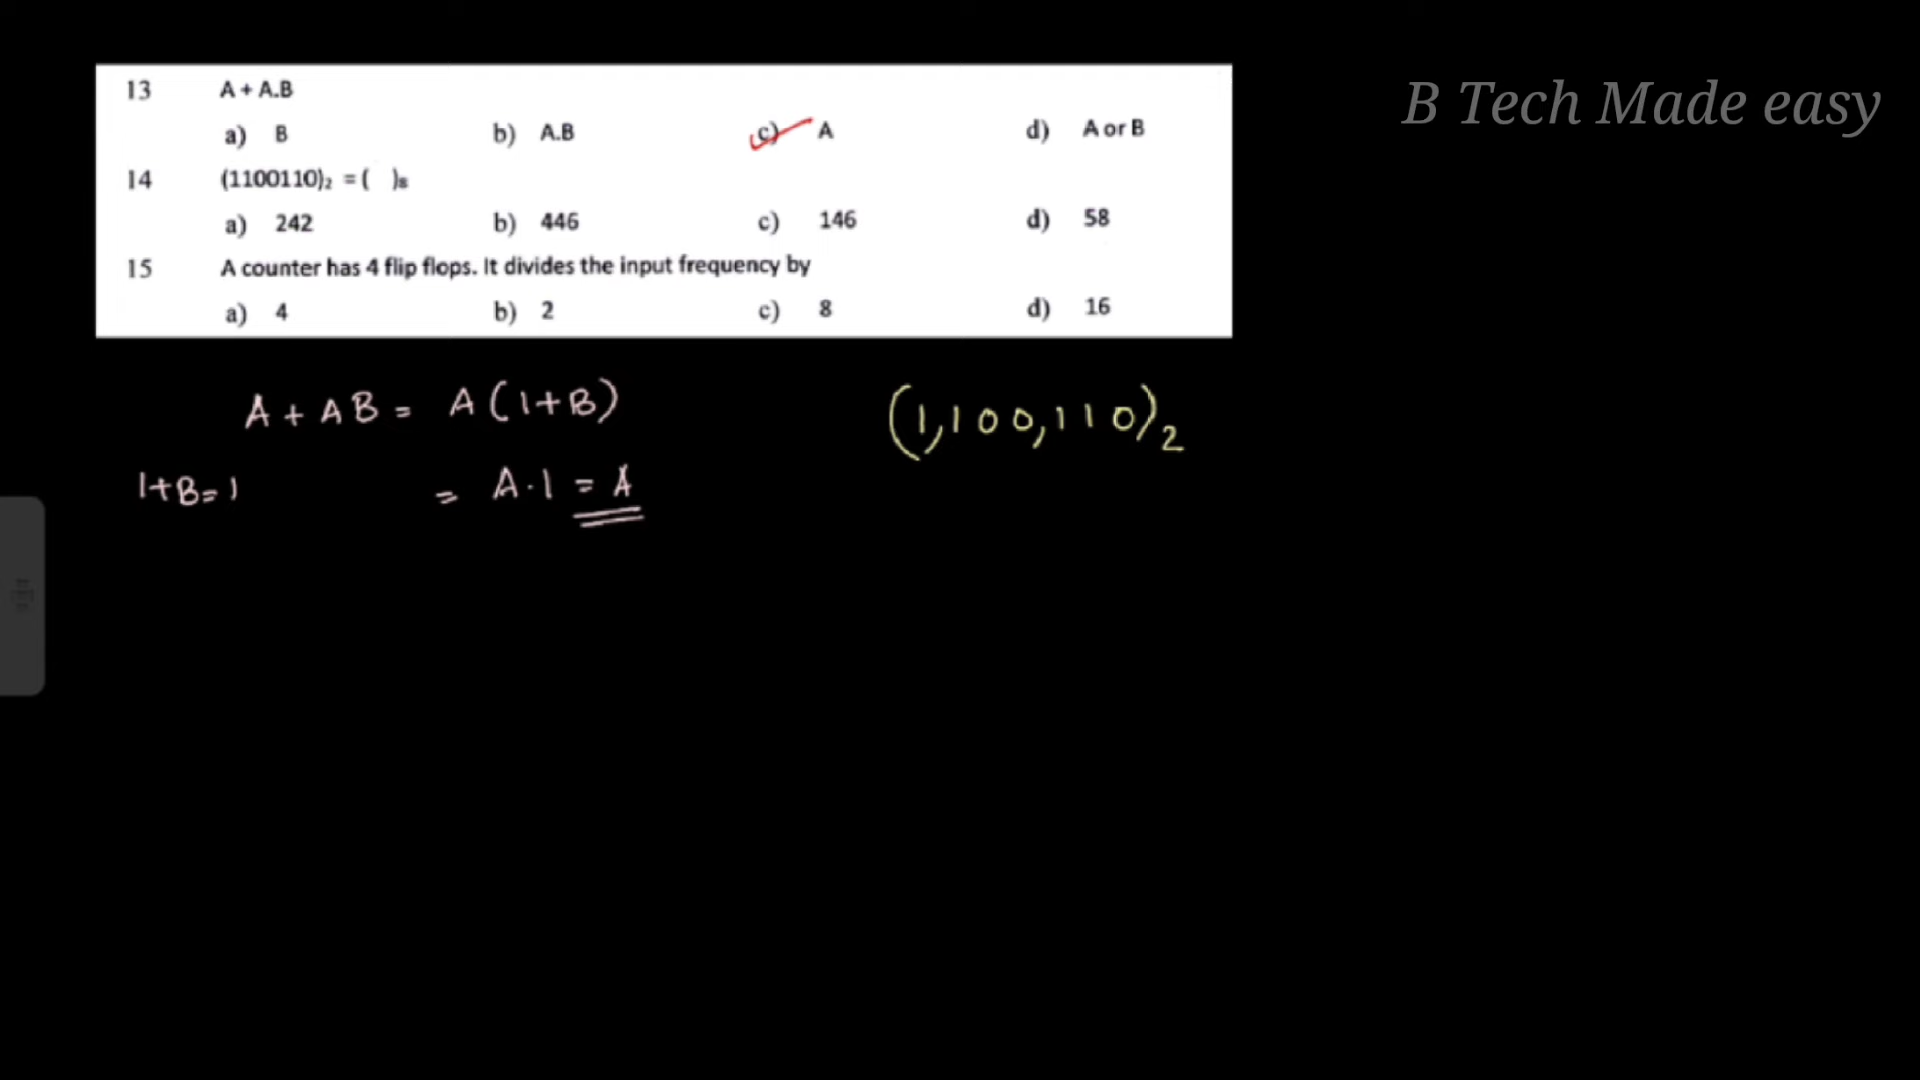 B Tech Made easy
13 A + A.B
a) B b) A.B c) A d) A or B
14 (1100110)₂ = ( )₈
a) 242 b) 446 c) 146 d) 58
15 A counter has 4 flip flops. It divides the input frequency by
a) 4 b) 2 c) 8 d) 16
A + AB = A(1+B)
1+B=1 = A·1 = A
(1,100,110)₂